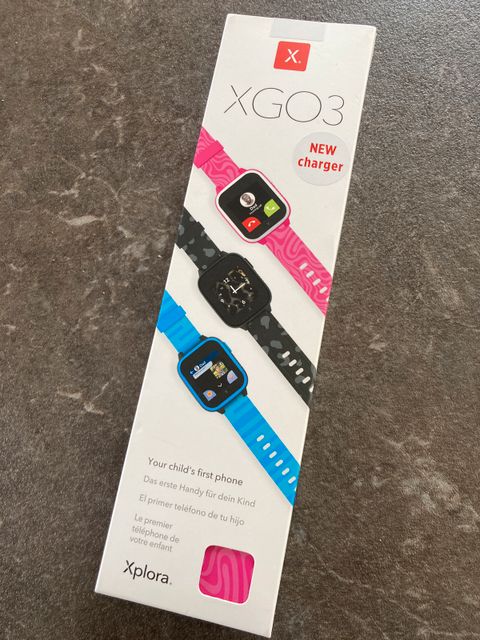 X.
XGO3
NEW
charger
Your child's first phone
Das erste Handy für dein Kind
El primer teléfono de tu hijo
Le premier
téléphone de
votre enfant
Xplora.